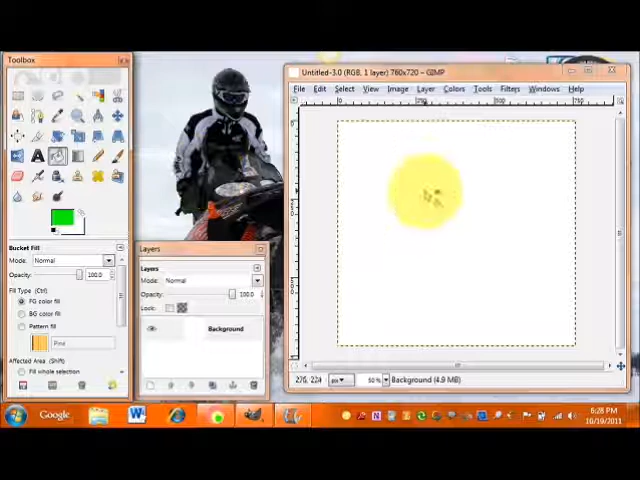 Toolbox
Untitled-3.0 (RGB, 1 layer) 760x720 – GIMP
File Edit Select View Image Layer Colors Tools Filters Windows Help
Bucket Fill
Mode: Normal
Opacity: 100.0
Fill Type (Ctrl)
FG color fill
BG color fill
Pattern fill
Pine
Affected Area (Shift)
Fill whole selection
Layers
Layers
Mode: Normal
Opacity: 100.0
Lock:
Background
px 50 % Background (4.9 MB)
Google
6:28 PM
10/19/2011